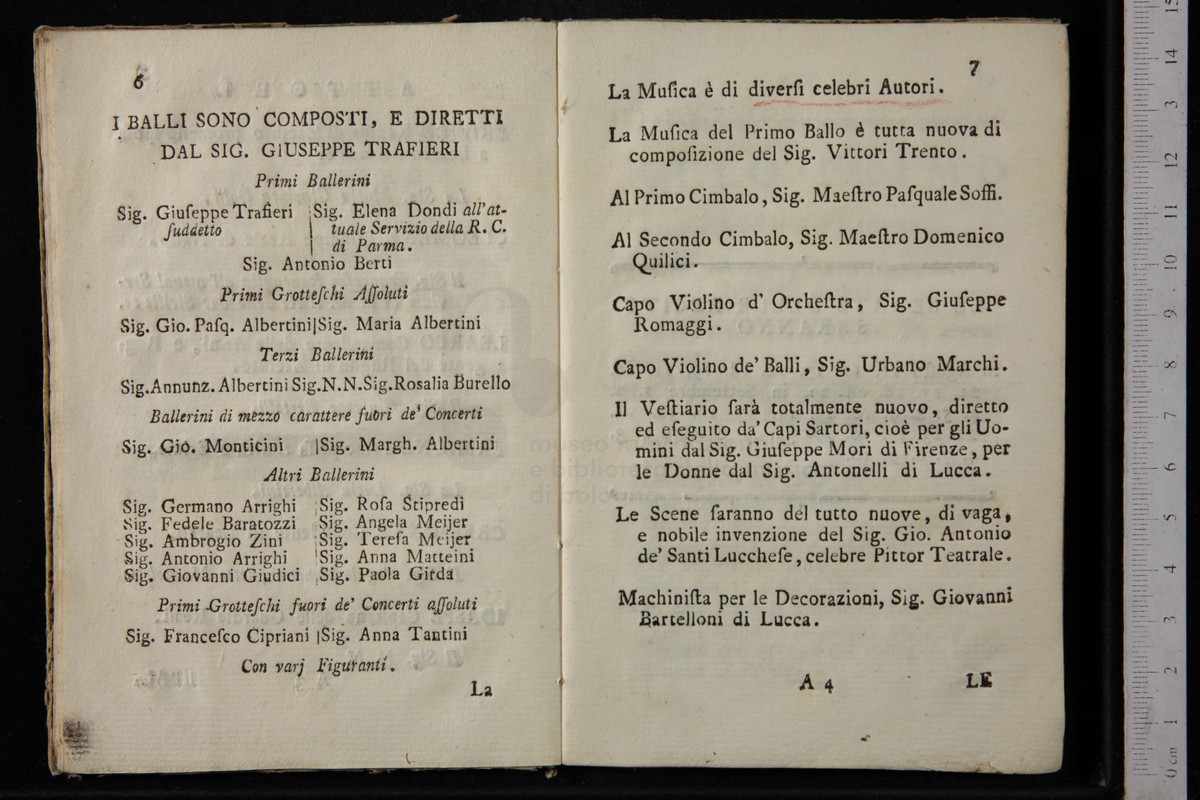 6
I BALLI SONO COMPOSTI, E DIRETTI
DAL SIG. GIUSEPPE TRAFIERI
Primi Ballerini
Sig. Giuſeppe Trafieri |Sig. Elena Dondi all'at-
ſuddetto | tuale Servizio della R. C.
| di Parma.
Sig. Antonio Berti
Primi Grotteſchi Aſſoluti
Sig. Gio. Paſq. Albertini|Sig. Maria Albertini
Terzi Ballerini
Sig.Annunz. Albertini Sig.N.N.Sig.Rosalia Burello
Ballerini di mezzo carattere fuori de' Concerti
Sig. Gio. Monticini |Sig. Margh. Albertini
Altri Ballerini
Sig. Germano Arrighi |Sig. Roſa Stipredi
Sig. Fedele Baratozzi Sig. Angela Meijer
Sig. Ambrogio Zini |Sig. Tereſa Meijer
Sig. Antonio Arrighi |Sig. Anna Matteini
Sig. Giovanni Giudici |Sig. Paola Girda
Primi Grotteſchi fuori de' Concerti aſſoluti
Sig. Franceſco Cipriani |Sig. Anna Tantini
Con varj Figuranti.
La
7
La Muſica è di diverſi celebri Autori.
La Muſica del Primo Ballo è tutta nuova di
compoſizione del Sig. Vittori Trento.
Al Primo Cimbalo, Sig. Maeſtro Paſquale Soffi.
Al Secondo Cimbalo, Sig. Maeſtro Domenico
Quilici.
Capo Violino d' Orcheſtra, Sig. Giuſeppe
Romaggi.
Capo Violino de' Balli, Sig. Urbano Marchi.
Il Veſtiario ſarà totalmente nuovo, diretto
ed eſeguito da' Capi Sartori, cioè per gli Uo-
mini dal Sig. Giuſeppe Mori di Firenze, per
le Donne dal Sig. Antonelli di Lucca.
Le Scene ſaranno del tutto nuove, di vaga,
e nobile invenzione del Sig. Gio. Antonio
de' Santi Luccheſe, celebre Pittor Teatrale.
Machiniſta per le Decorazioni, Sig. Giovanni
Bartelloni di Lucca.
A 4 LE